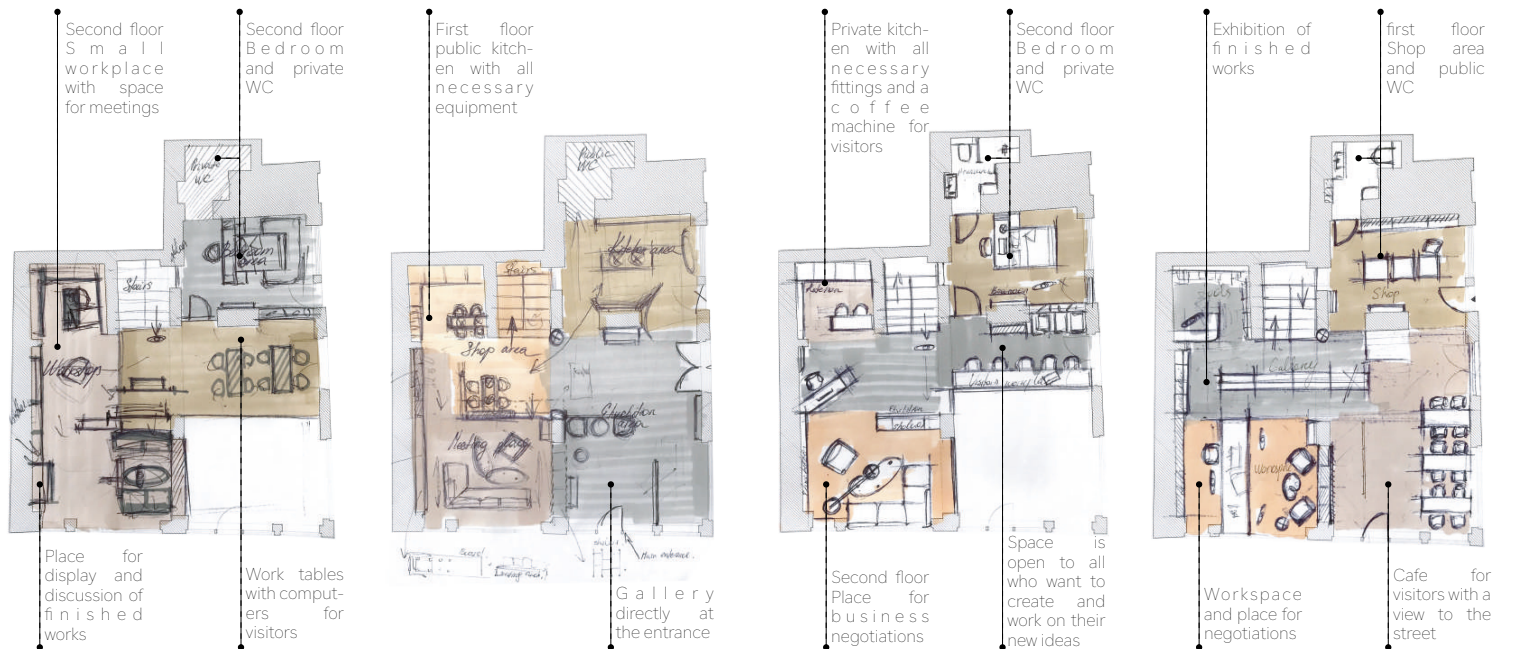 Second floor
Small
workplace
with space
for meetings
Second floor
Bedroom
and private
WC
First floor
public kitch-
en with all
necessary
equipment
Private kitch-
en with all
necessary
fittings and a
coffee
machine for
visitors
Second floor
Bedroom
and private
WC
Exhibition of
finished
works
first floor
Shop area
and public
WC
Private
WC
Bedroom
area
Stairs
Workshop
Public
WC
Kitchen area
Stairs
Shop area
Meeting place
Main entrance.
Kitchen
Bedroom
Shop
Gallery
Workspace
Place for
display and
discussion of
finished
works
Work tables
with comput-
ers for
visitors
Gallery
directly at
the entrance
Second floor
Place for
business
negotiations
Space is
open to all
who want to
create and
work on their
new ideas
Workspace
and place for
negotiations
Cafe for
visitors with a
view to the
street